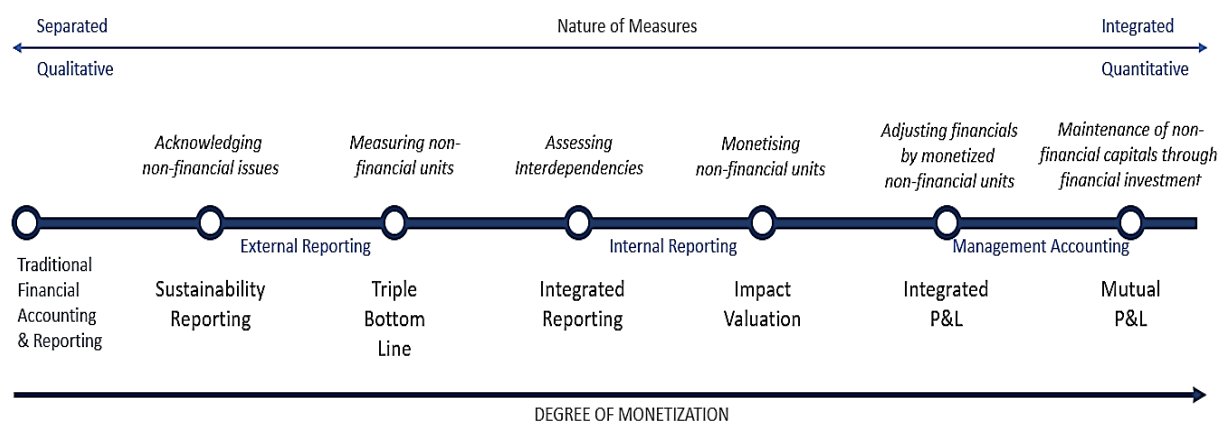 Separated
Nature of Measures
Integrated
Qualitative
Quantitative
Acknowledging
non-financial issues
Measuring non-
financial units
Assessing
Interdependencies
Monetising
non-financial units
Adjusting financials
by monetized
non-financial units
Maintenance of non-
financial capitals through
financial investment
External Reporting
Internal Reporting
Management Accounting
Traditional
Financial
Accounting
& Reporting
Sustainability
Reporting
Triple
Bottom
Line
Integrated
Reporting
Impact
Valuation
Integrated
P&L
Mutual
P&L
DEGREE OF MONETIZATION